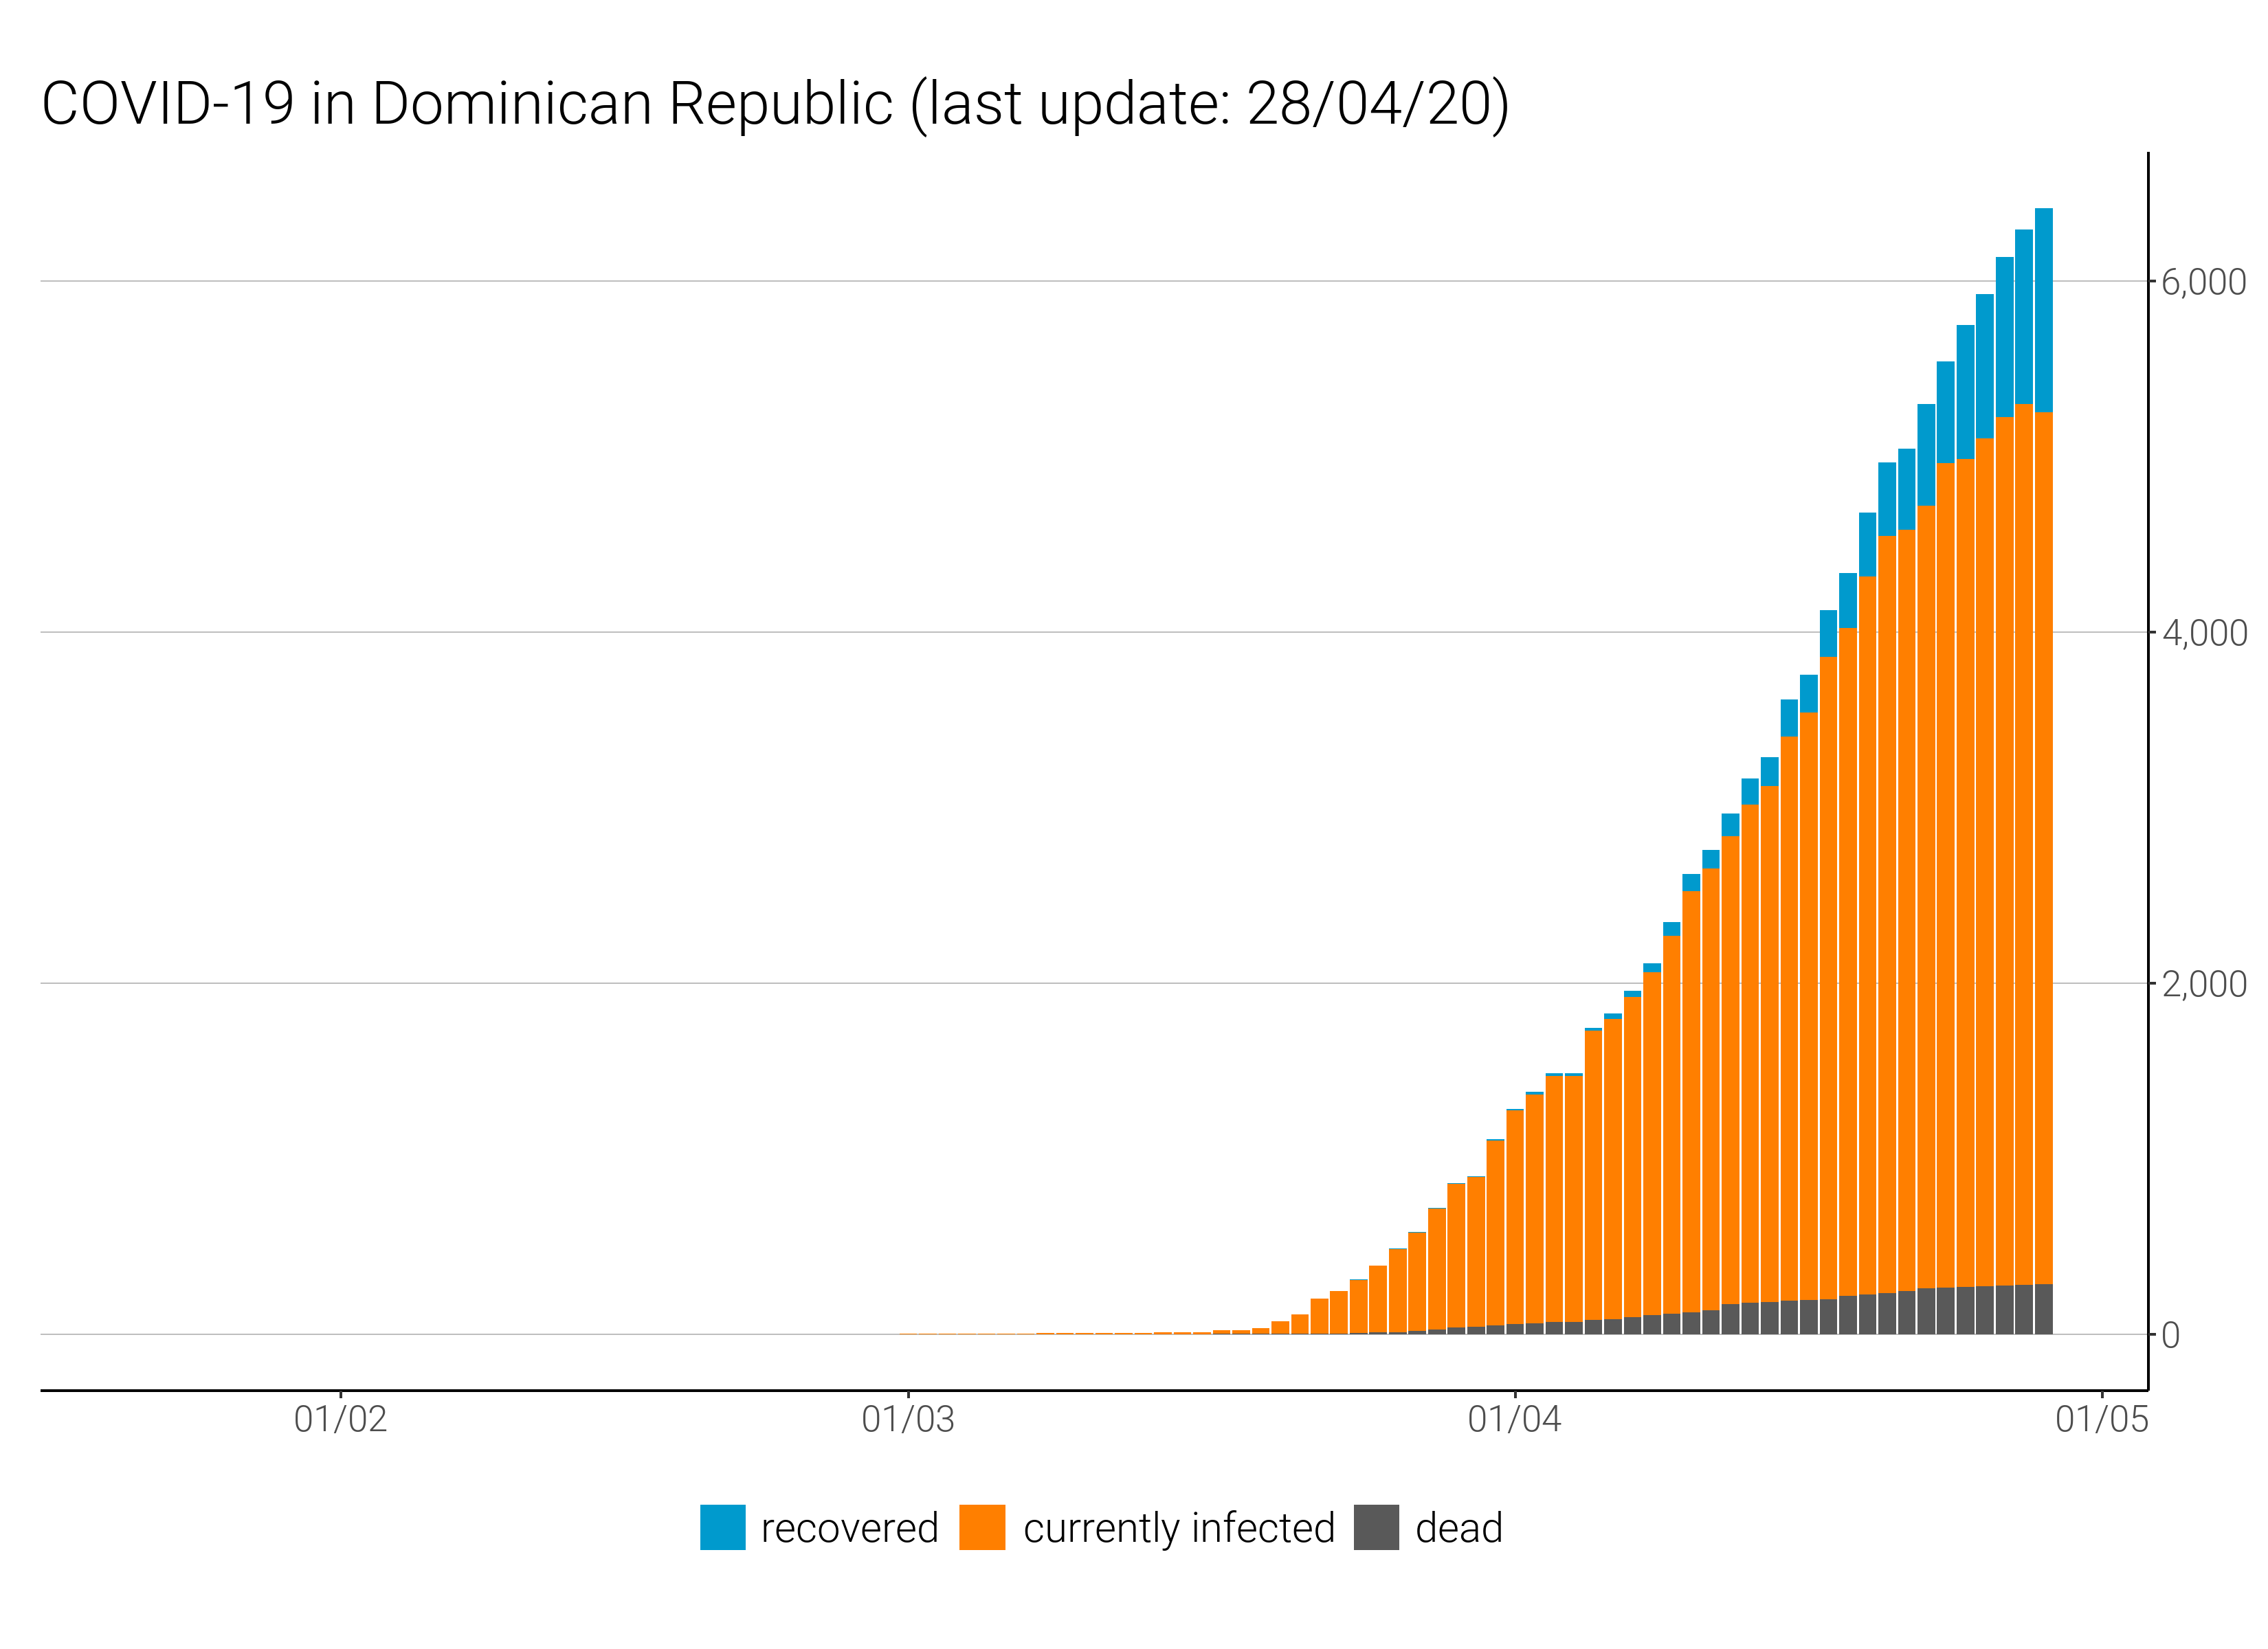 COVID-19 in Dominican Republic (last update: 28/04/20)
6,000
4,000
2,000
0
01/02 01/03 01/04 01/05
recovered currently infected dead